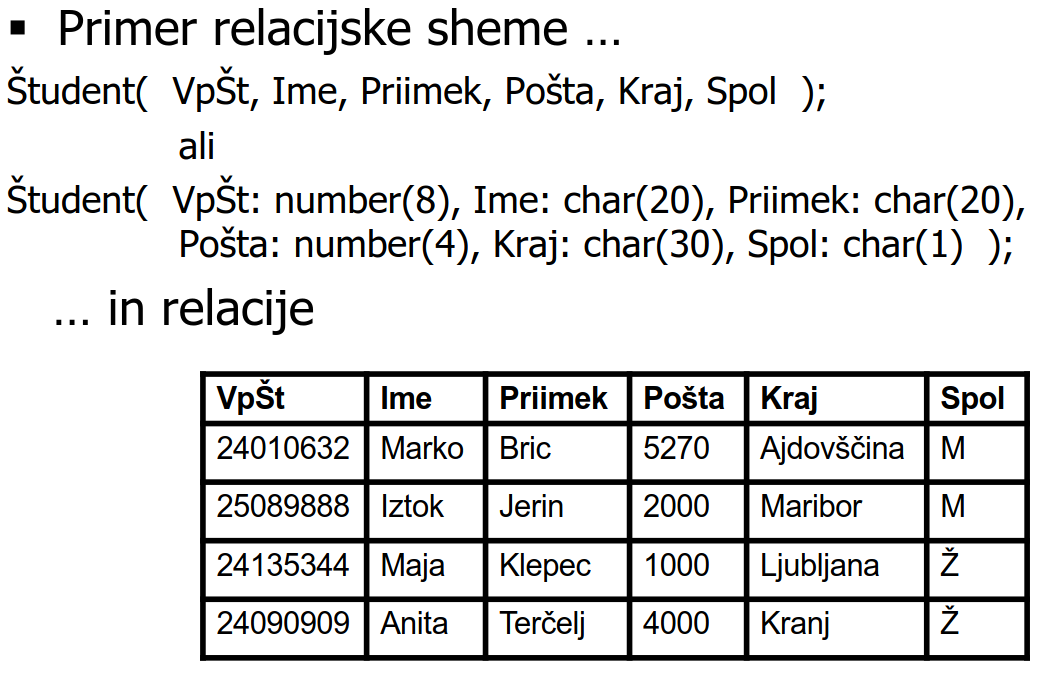 ▪ Primer relacijske sheme …
Študent( VpŠt, Ime, Priimek, Pošta, Kraj, Spol );
ali
Študent( VpŠt: number(8), Ime: char(20), Priimek: char(20),
Pošta: number(4), Kraj: char(30), Spol: char(1) );
… in relacije
VpŠt Ime Priimek Pošta Kraj Spol
24010632 Marko Bric 5270 Ajdovščina M
25089888 Iztok Jerin 2000 Maribor M
24135344 Maja Klepec 1000 Ljubljana Ž
24090909 Anita Terčelj 4000 Kranj Ž